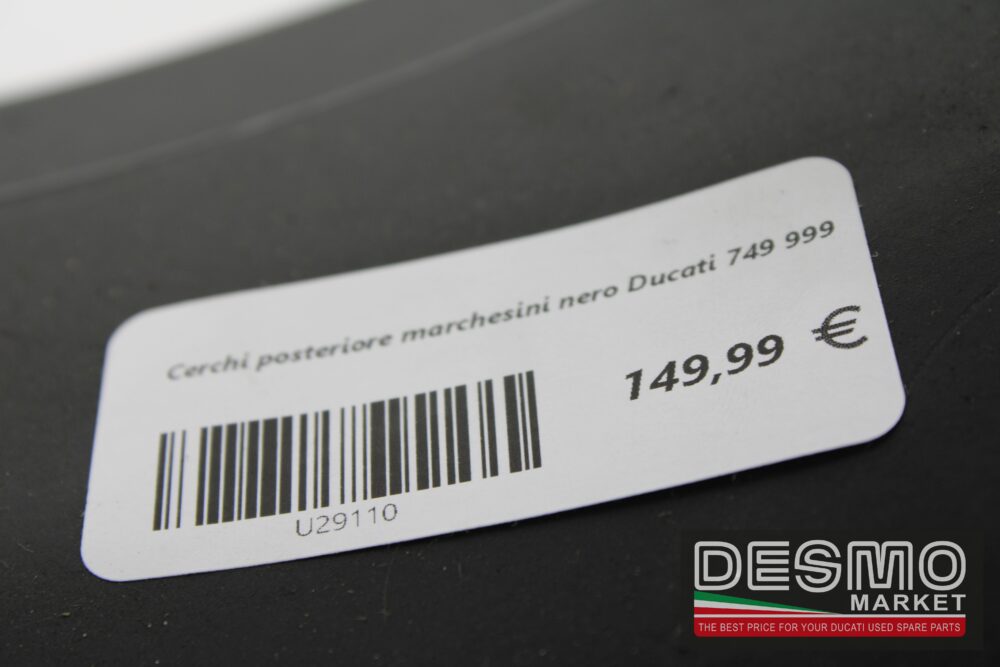 Cerchi posteriore marchesini nero Ducati 749 999
149,99 €
U29110
DESMO
MARKET
THE BEST PRICE FOR YOUR DUCATI USED SPARE PARTS